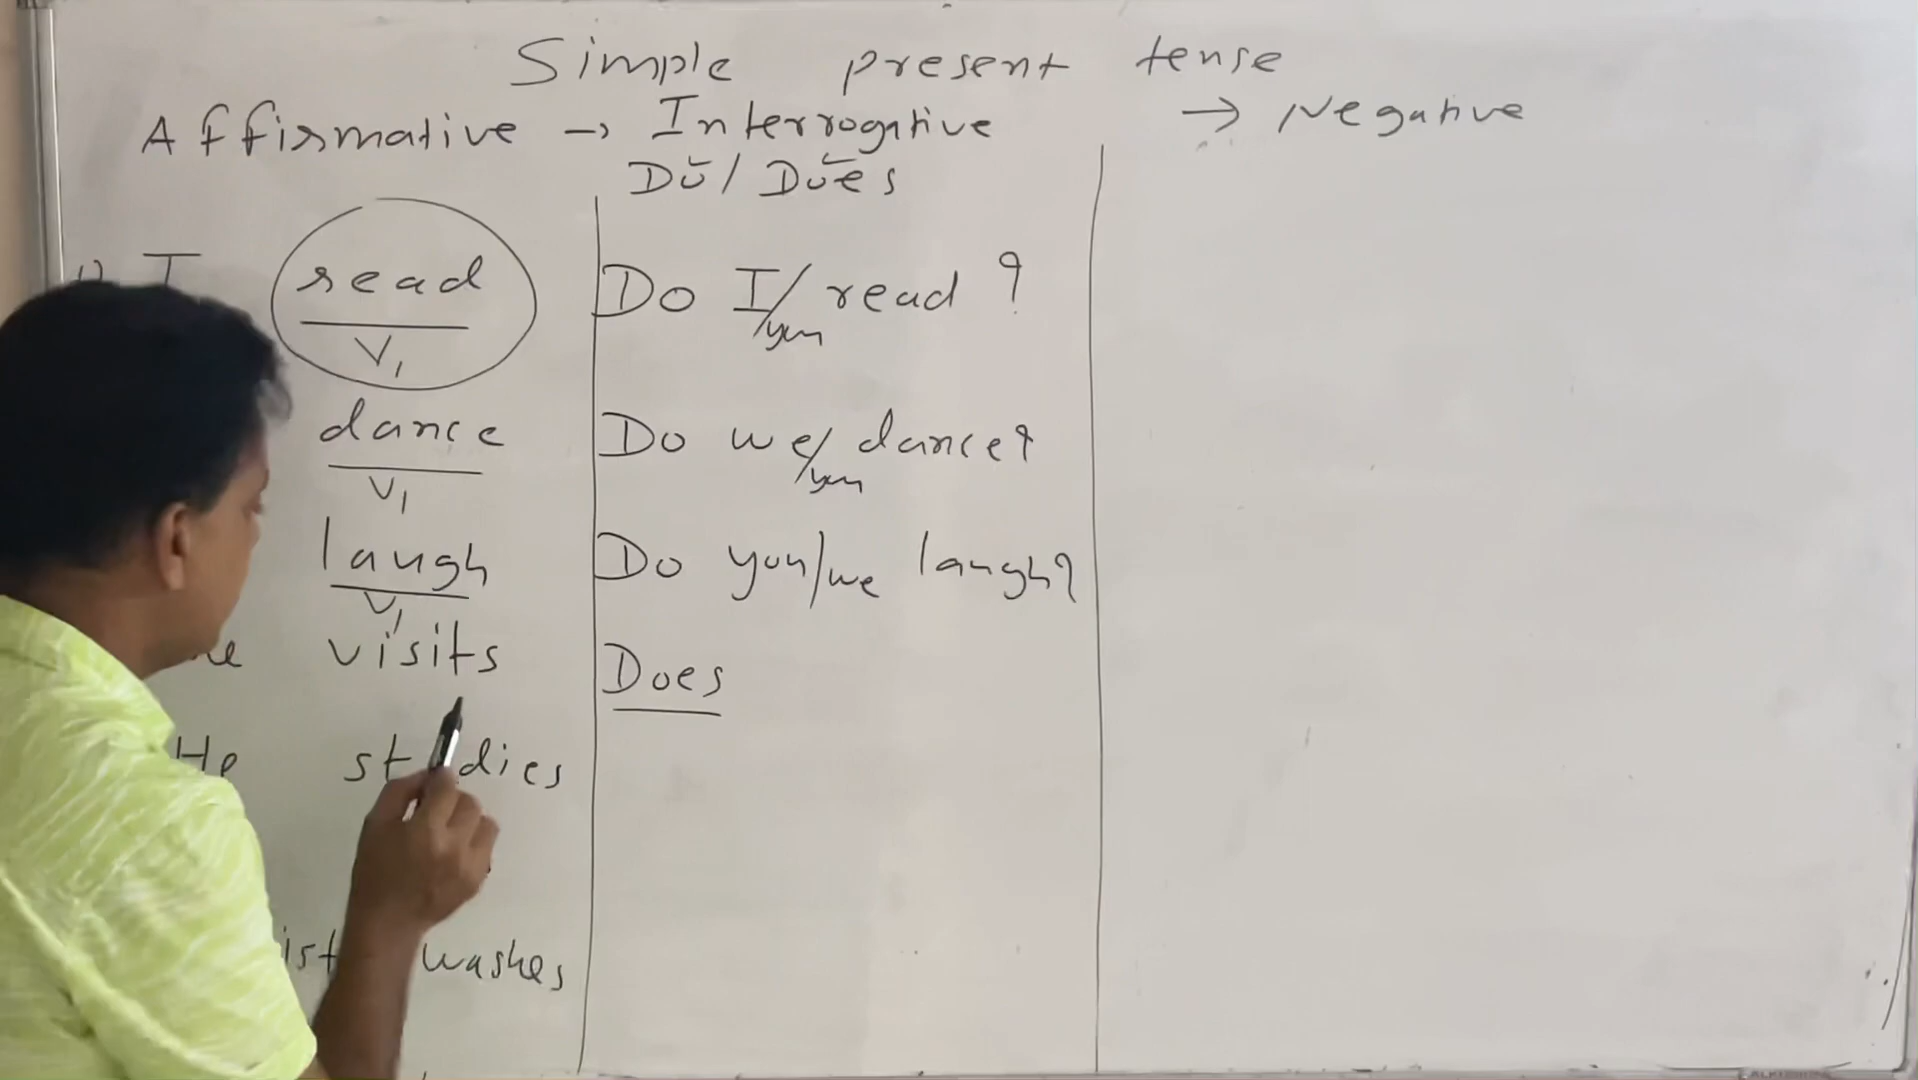 Simple present tense
Affirmative → Interrogative → Negative
Do / Does
1) I read Do I/you read ?
V1
dance Do we/you dance?
V1
laugh Do you/we laugh?
V1
visits Does
He studies
washes